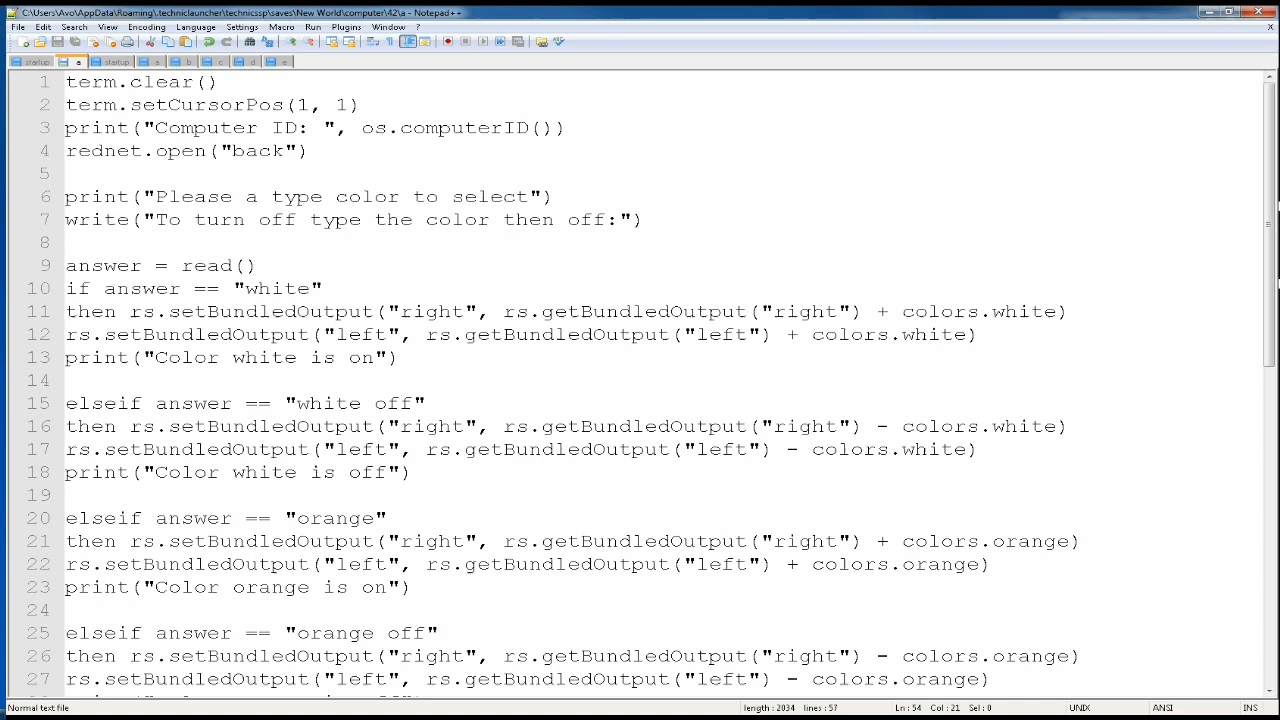 C:\Users\Avo\AppData\Roaming\.techniclauncher\technicssp\saves\New World\computer\42\a - Notepad++
File Edit Search View Encoding Language Settings Macro Run Plugins Window ?
startup a startup a b c d e
1 term.clear()
2 term.setCursorPos(1, 1)
3 print("Computer ID: ", os.computerID())
4 rednet.open("back")
5
6 print("Please a type color to select")
7 write("To turn off type the color then off:")
8
9 answer = read()
10 if answer == "white"
11 then rs.setBundledOutput("right", rs.getBundledOutput("right") + colors.white)
12 rs.setBundledOutput("left", rs.getBundledOutput("left") + colors.white)
13 print("Color white is on")
14
15 elseif answer == "white off"
16 then rs.setBundledOutput("right", rs.getBundledOutput("right") - colors.white)
17 rs.setBundledOutput("left", rs.getBundledOutput("left") - colors.white)
18 print("Color white is off")
19
20 elseif answer == "orange"
21 then rs.setBundledOutput("right", rs.getBundledOutput("right") + colors.orange)
22 rs.setBundledOutput("left", rs.getBundledOutput("left") + colors.orange)
23 print("Color orange is on")
24
25 elseif answer == "orange off"
26 then rs.setBundledOutput("right", rs.getBundledOutput("right") - colors.orange)
27 rs.setBundledOutput("left", rs.getBundledOutput("left") - colors.orange)
Normal text file length : 2034 lines : 57 Ln : 54 Col : 21 Sel : 0 UNIX ANSI INS